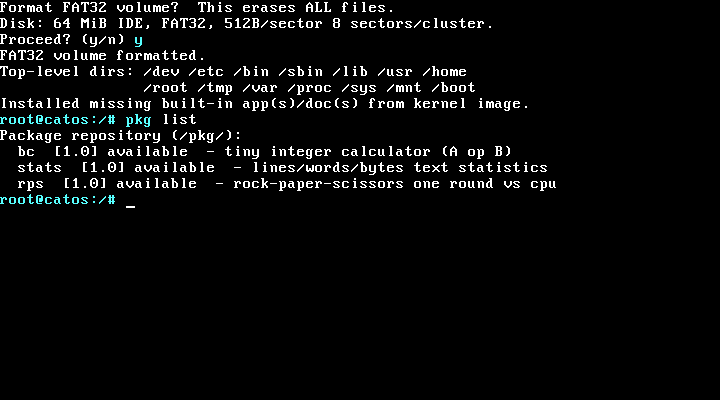 Format FAT32 volume?  This erases ALL files.
Disk: 64 MiB IDE, FAT32, 512B/sector 8 sectors/cluster.
Proceed? (y/n) y
FAT32 volume formatted.
Top-level dirs: /dev /etc /bin /sbin /lib /usr /home
                /root /tmp /var /proc /sys /mnt /boot
Installed missing built-in app(s)/doc(s) from kernel image.
root@catos:/# pkg list
Package repository (/pkg/):
  bc  [1.0] available  - tiny integer calculator (A op B)
  stats  [1.0] available  - lines/words/bytes text statistics
  rps  [1.0] available  - rock-paper-scissors one round vs cpu
root@catos:/# _